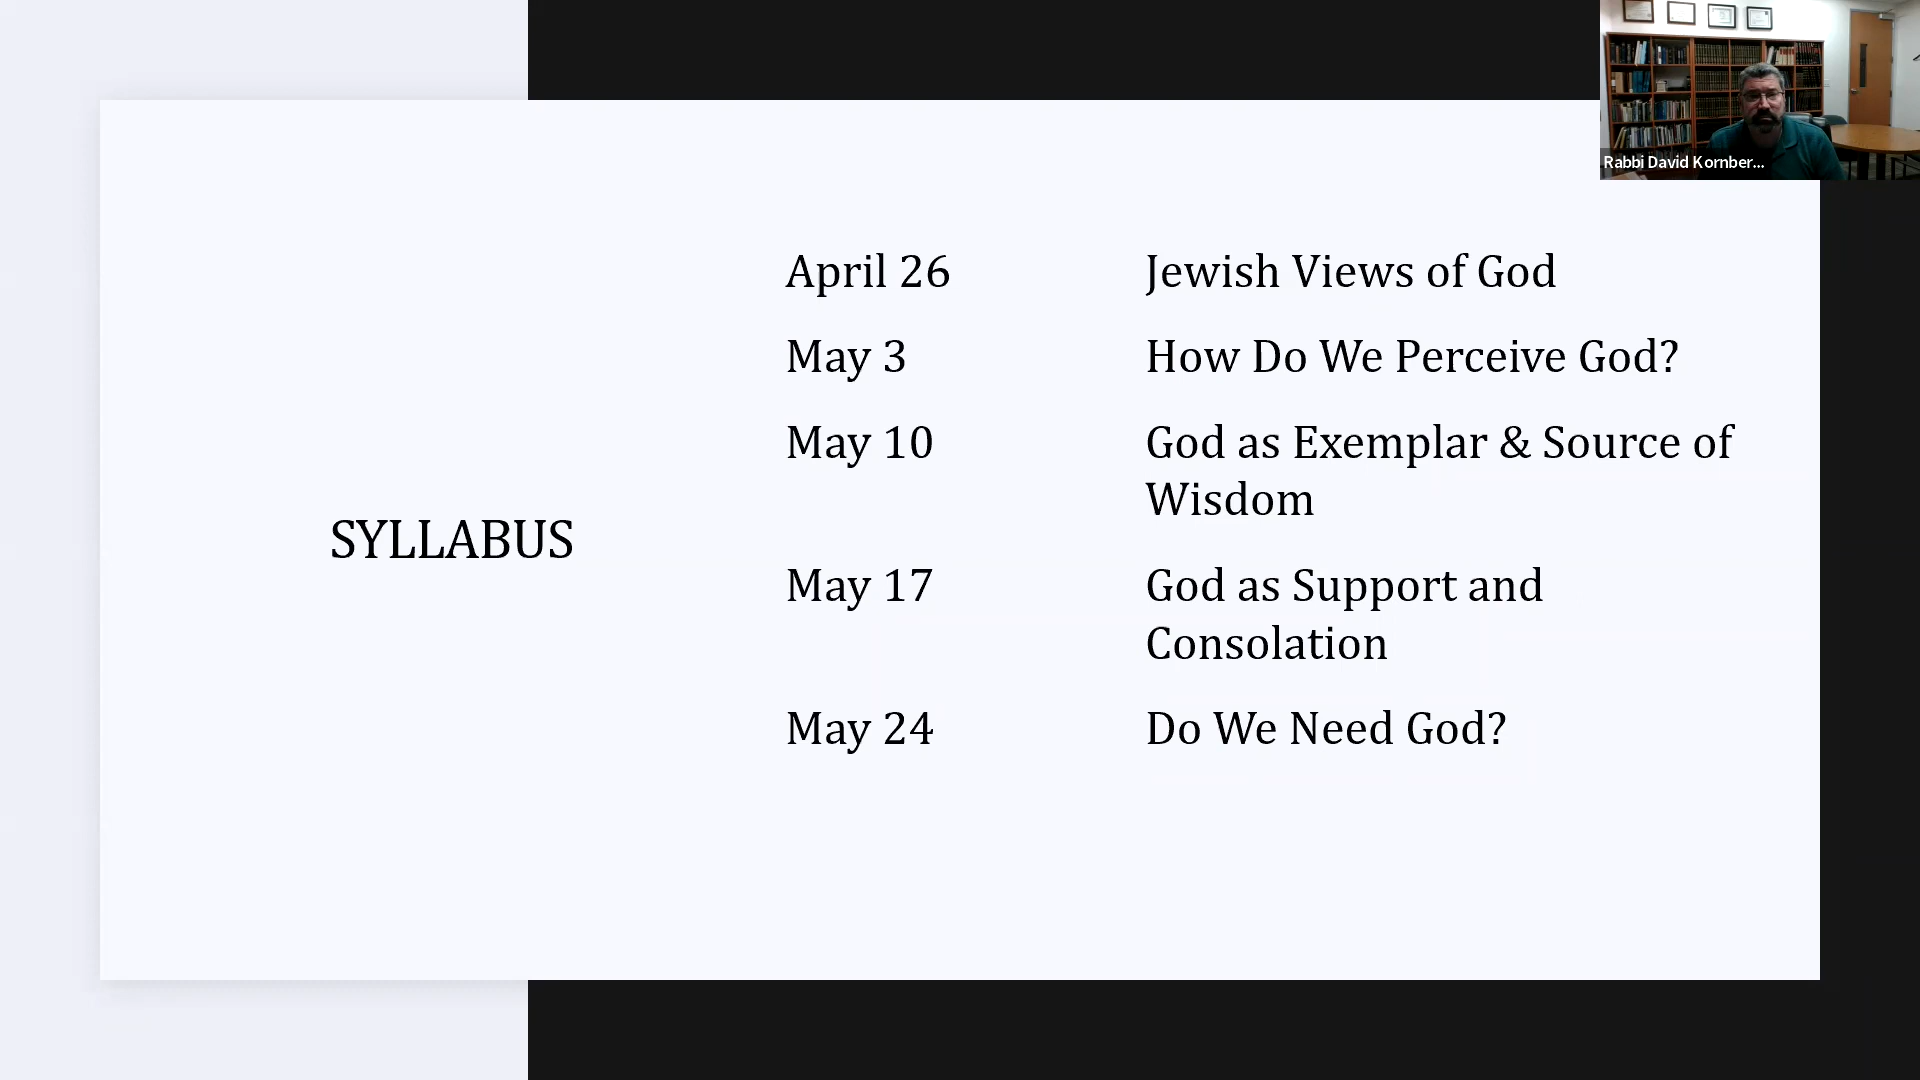 Rabbi David Kornber...
SYLLABUS
April 26 Jewish Views of God
May 3 How Do We Perceive God?
May 10 God as Exemplar & Source of
Wisdom
May 17 God as Support and
Consolation
May 24 Do We Need God?